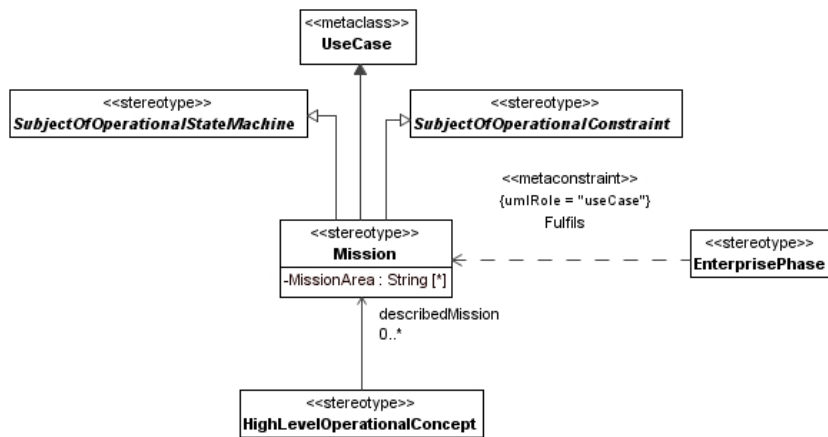 <<metaclass>>
UseCase
<<stereotype>>
SubjectOfOperationalStateMachine
<<stereotype>>
SubjectOfOperationalConstraint
<<metaconstraint>>
{umlRole = "useCase"}
Fulfils
<<stereotype>>
Mission
-MissionArea : String [*]
<<stereotype>>
EnterprisePhase
describedMission
0..*
<<stereotype>>
HighLevelOperationalConcept